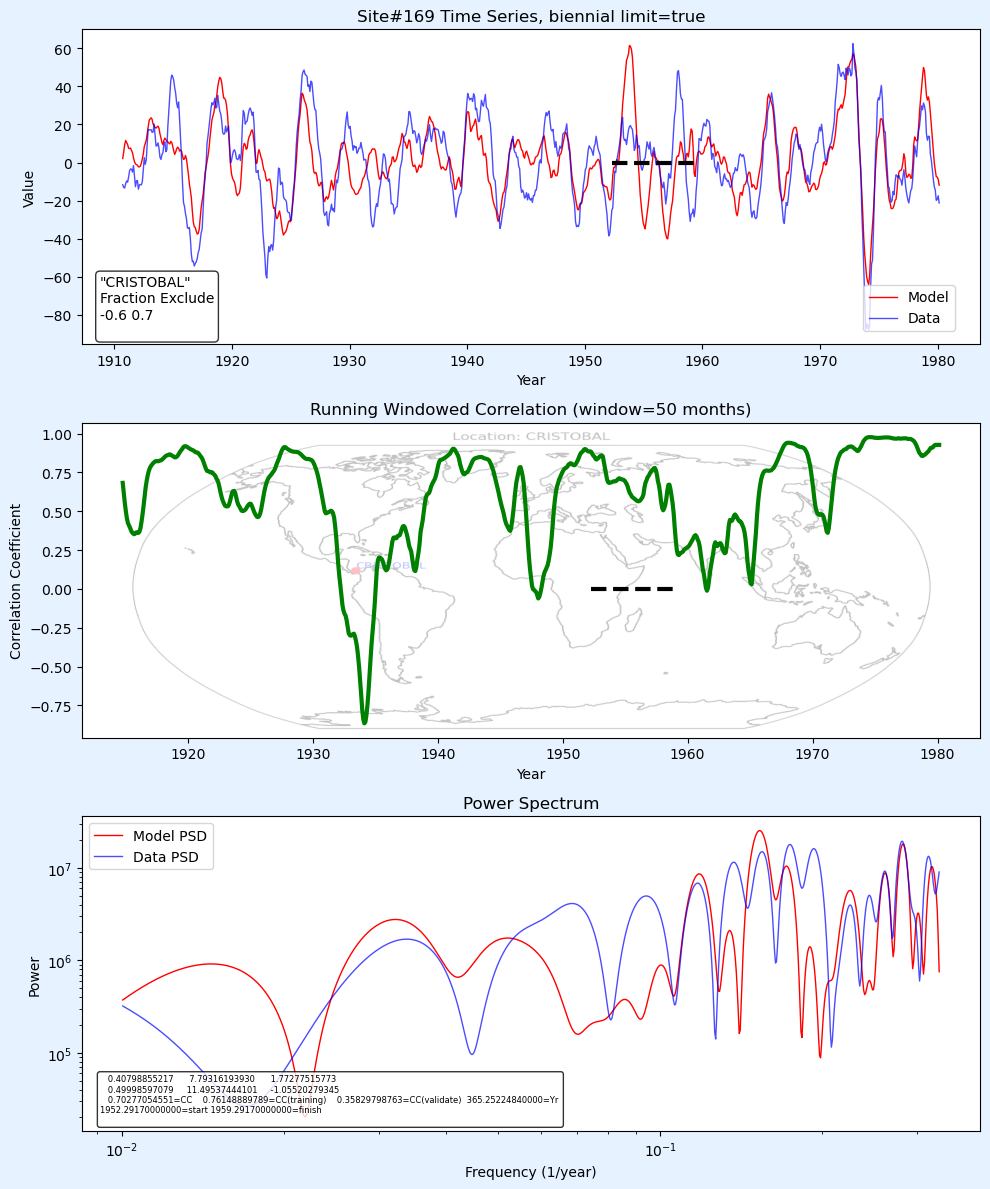 Site#169 Time Series, biennial limit=true
Value
60
40
20
0
−20
−40
−60
−80
"CRISTOBAL"
Fraction Exclude
-0.6 0.7
Model
Data
1910 1920 1930 1940 1950 1960 1970 1980
Year
Running Windowed Correlation (window=50 months)
Correlation Coefficient
1.00
0.75
0.50
0.25
0.00
−0.25
−0.50
−0.75
Location: CRISTOBAL
CRISTOBAL
1920 1930 1940 1950 1960 1970 1980
Year
Power Spectrum
Model PSD
Data PSD
Power
10^7
10^6
10^5
0.40798855217 7.79316193930 1.77277515773
0.49998597079 11.49537444101 -1.05520279345
0.70277054551=CC 0.76148889789=CC(training) 0.35829798763=CC(validate) 365.25224840000=Yr
1952.29170000000=start 1959.29170000000=finish
10^−2 10^−1
Frequency (1/year)